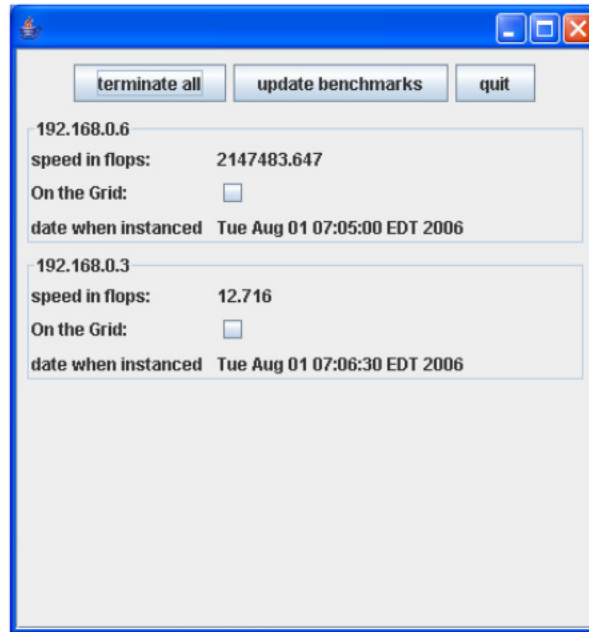 terminate all update benchmarks quit
192.168.0.6
speed in flops: 2147483.647
On the Grid:
date when instanced Tue Aug 01 07:05:00 EDT 2006
192.168.0.3
speed in flops: 12.716
On the Grid:
date when instanced Tue Aug 01 07:06:30 EDT 2006